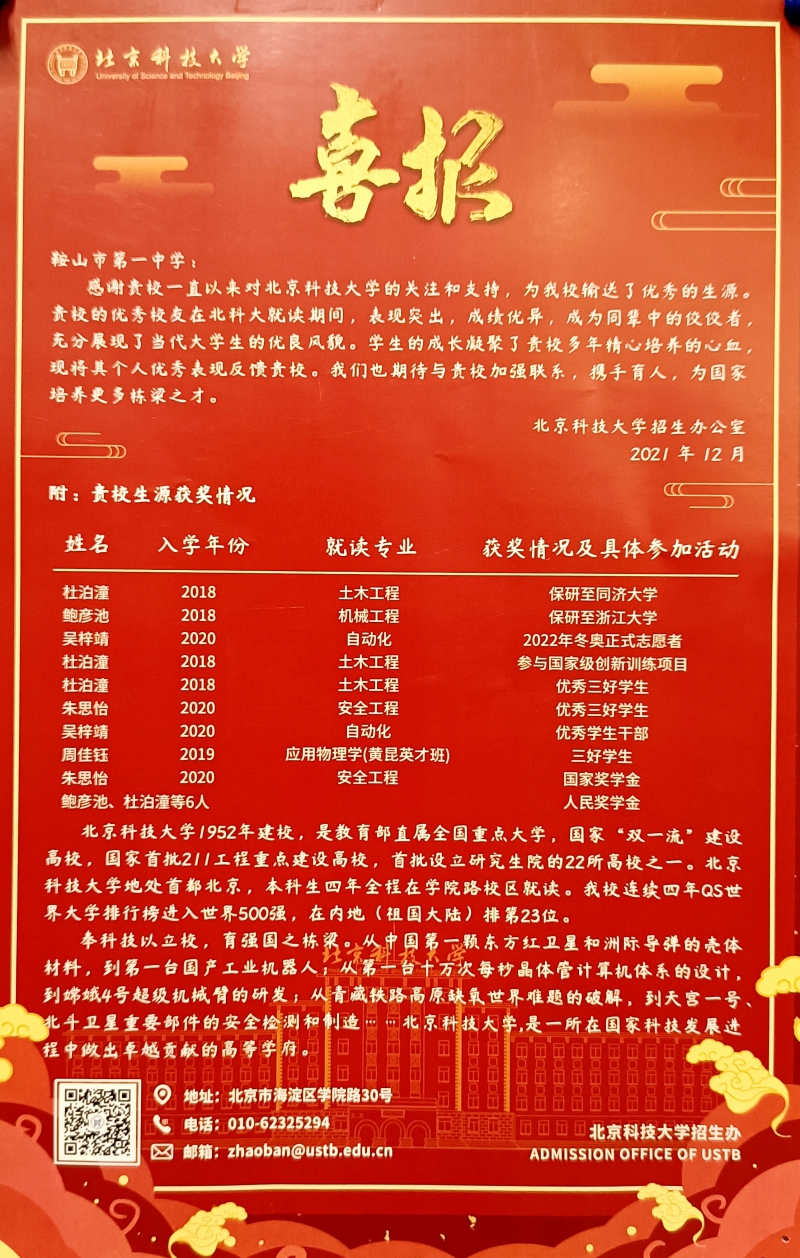 北京科技大学
University of Science and Technology Beijing
喜报
鞍山市第一中学：
感谢贵校一直以来对北京科技大学的关注和支持，为我校输送了优秀的生源。
贵校的优秀校友在北科大就读期间，表现突出，成绩优异，成为同辈中的佼佼者，
充分展现了当代大学生的优良风貌。学生的成长凝聚了贵校多年精心培养的心血，
现将其个人优秀表现反馈贵校。我们也期待与贵校加强联系，携手育人，为国家
培养更多栋梁之才。
北京科技大学招生办公室
2021 年 12 月
附：贵校生源获奖情况
姓名 入学年份 就读专业 获奖情况及具体参加活动
杜泊潼 2018 土木工程 保研至同济大学
鲍彦池 2018 机械工程 保研至浙江大学
吴梓靖 2020 自动化 2022年冬奥正式志愿者
杜泊潼 2018 土木工程 参与国家级创新训练项目
杜泊潼 2018 土木工程 优秀三好学生
朱思怡 2020 安全工程 优秀三好学生
吴梓靖 2020 自动化 优秀学生干部
周佳钰 2019 应用物理学(黄昆英才班) 三好学生
朱思怡 2020 安全工程 国家奖学金
鲍彦池、杜泊潼等6人 人民奖学金
北京科技大学1952年建校，是教育部直属全国重点大学，国家“双一流”建设
高校，国家首批211工程重点建设高校，首批设立研究生院的22所高校之一。北京
科技大学地处首都北京，本科生四年全程在学院路校区就读。我校连续四年QS世
界大学排行榜进入世界500强，在内地（祖国大陆）排第23位。
奉科技以立校，育强国之栋梁。从中国第一颗东方红卫星和洲际导弹的壳体
材料，到第一台国产工业机器人；从第一台十万次每秒晶体管计算机体系的设计，
到嫦娥4号超级机械臂的研发，从青藏铁路高原缺氧世界难题的破解，到天宫一号、
北斗卫星重要部件的安全检测和制造……北京科技大学,是一所在国家科技发展进
程中做出卓越贡献的高等学府。
北京科技大学
地址：北京市海淀区学院路30号
电话：010-62325294
邮箱：zhaoban@ustb.edu.cn
北京科技大学招生办
ADMISSION OFFICE OF USTB